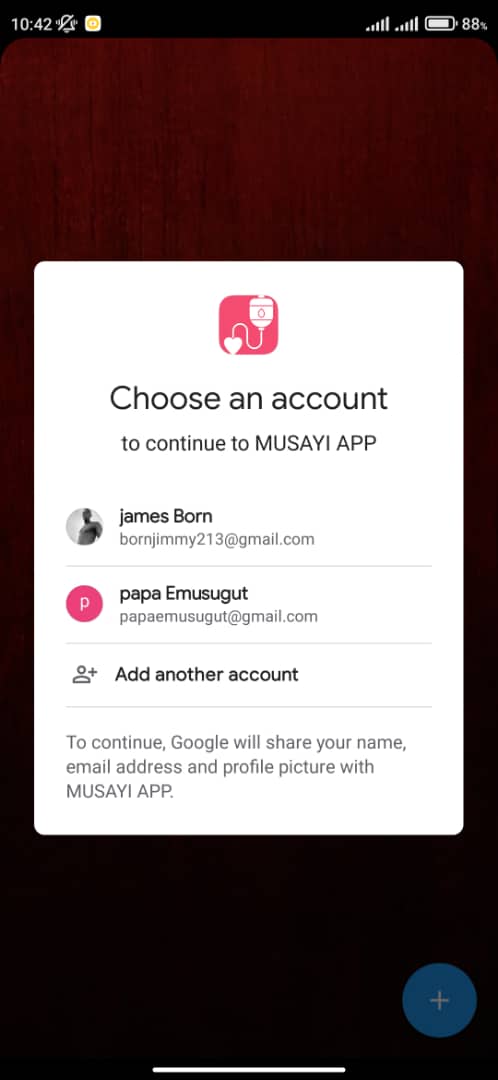 10:42
88%
Choose an account
to continue to MUSAYI APP
james Born
bornjimmy213@gmail.com
p
papa Emusugut
papaemusugut@gmail.com
Add another account
To continue, Google will share your name,
email address and profile picture with
MUSAYI APP.